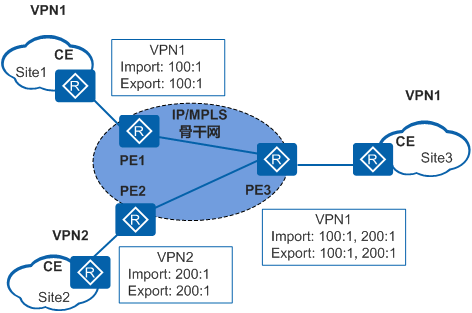 VPN1
CE
Site1
R
VPN1
Import: 100:1
Export: 100:1
IP/MPLS
骨干网
R
PE1
PE2
R
PE3
R
VPN1
CE
Site3
R
VPN1
Import: 100:1, 200:1
Export: 100:1, 200:1
VPN2
CE
Site2
R
VPN2
Import: 200:1
Export: 200:1